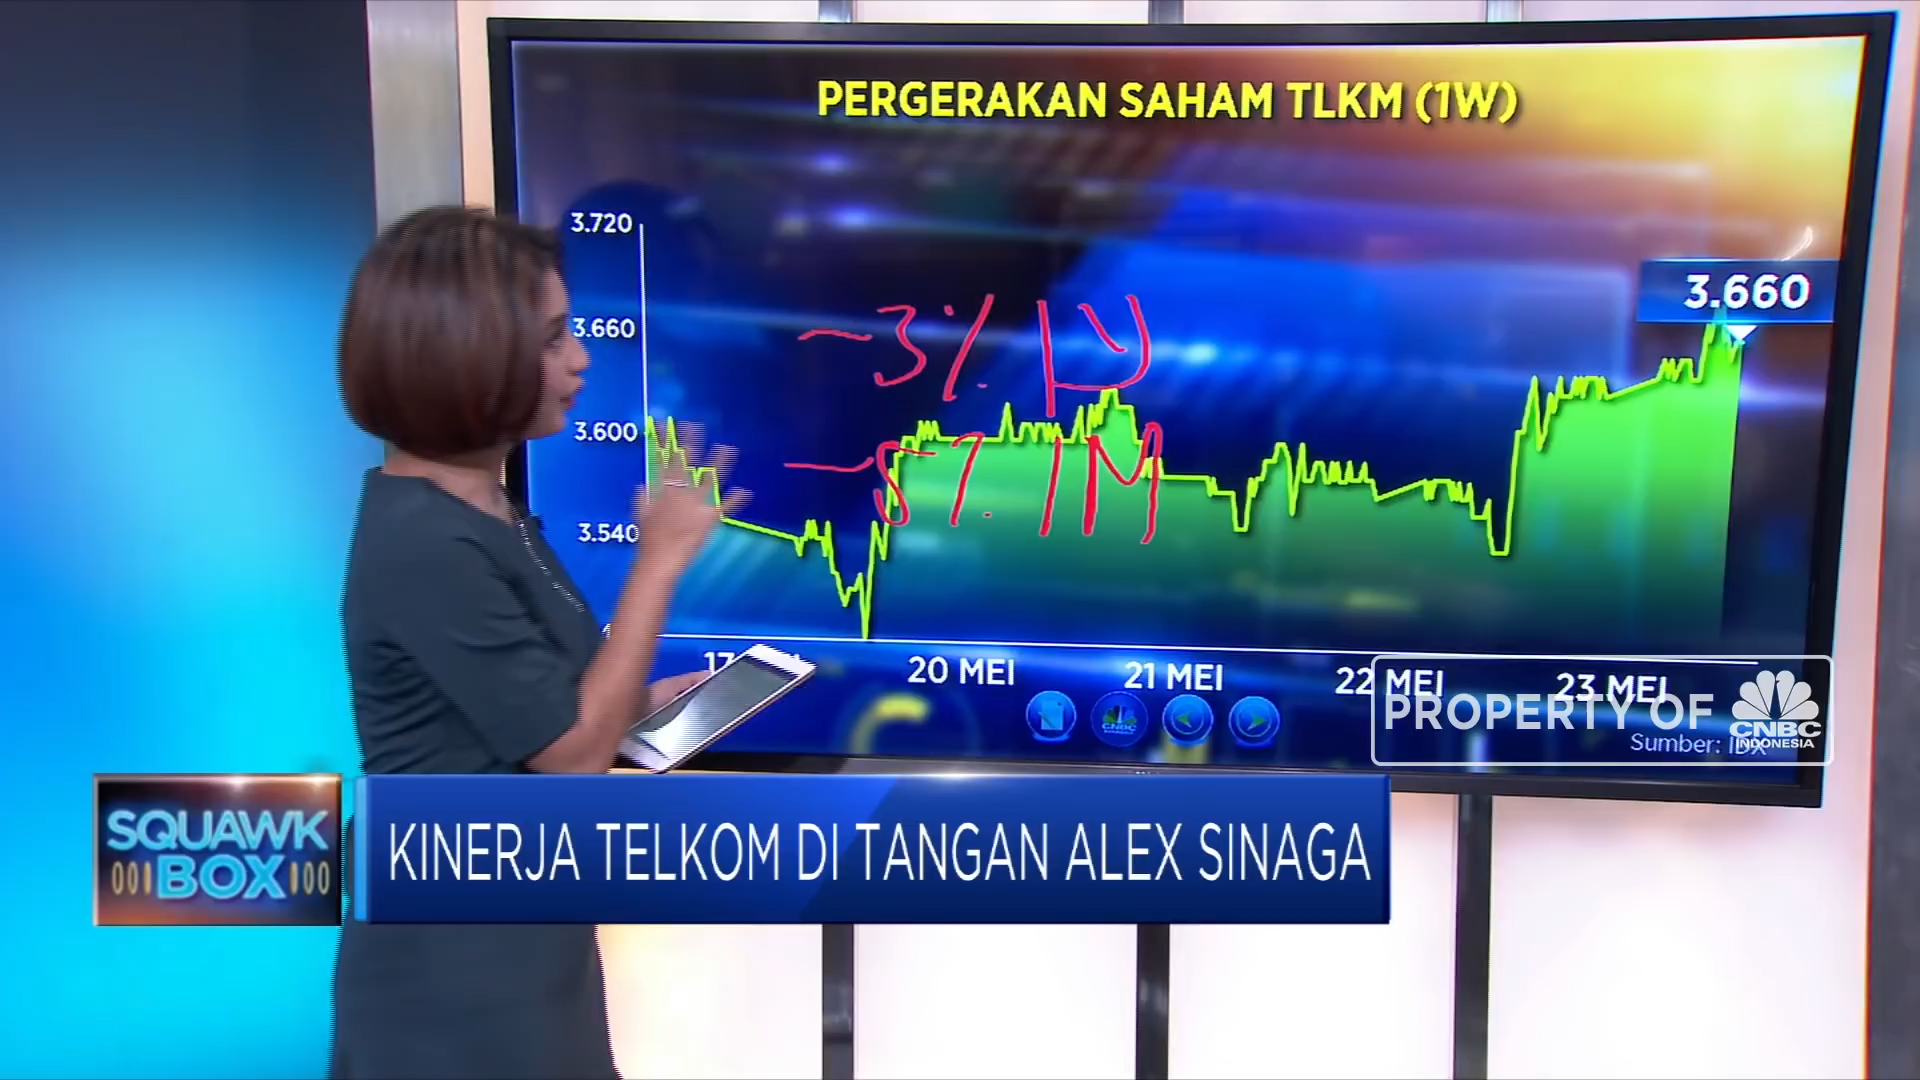 PERGERAKAN SAHAM TLKM (1W)
3.720
3.660
3.600
3.540
3.660
-3%. 1Y
-5%. 1M
20 MEI
21 MEI
22 MEI
23 MEI
Sumber: IDX
PROPERTY OF
CNBC
INDONESIA
SQUAWK
BOX
KINERJA TELKOM DI TANGAN ALEX SINAGA